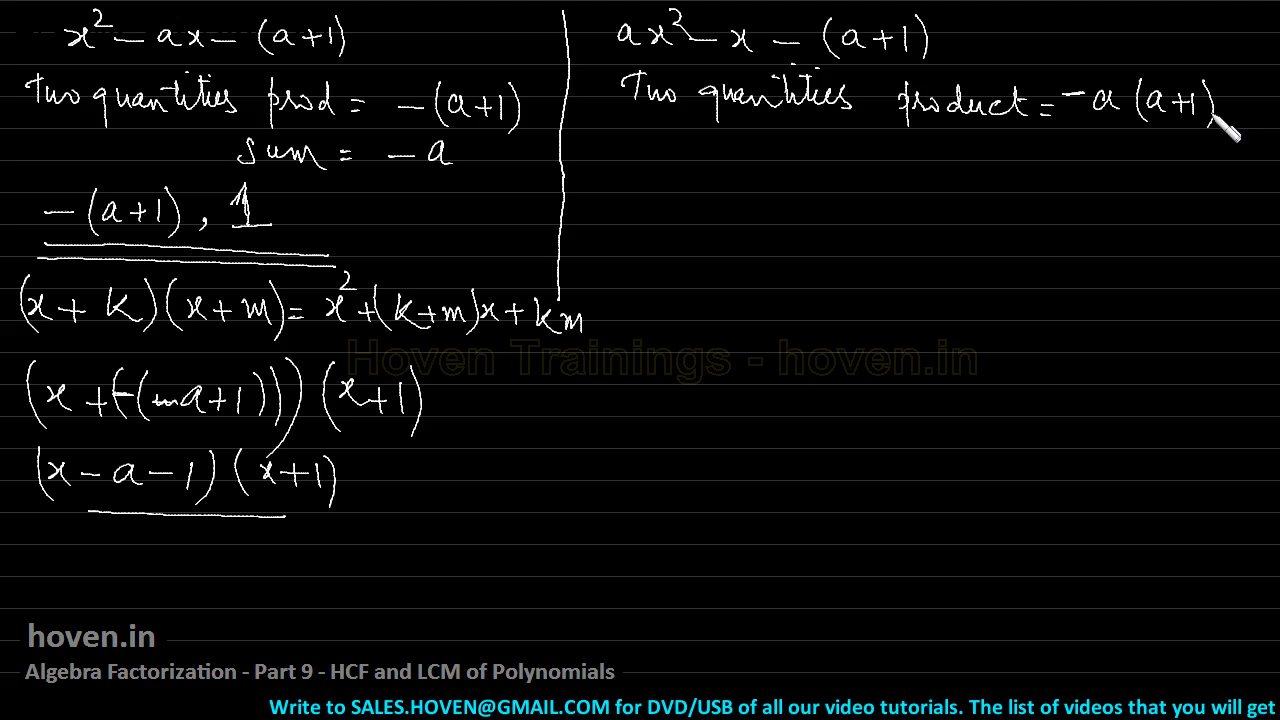 x² – ax – (a+1)
Two quantities prod = – (a+1)
sum = – a
– (a+1) , 1
(x + k)(x+m) = x² + (k+m)x + km
(x + (– (a+1))) (x+1)
(x – a – 1) (x+1)
ax² – x – (a+1)
Two quantities product = – a (a+1)
Hoven Trainings - hoven.in
hoven.in
Algebra Factorization - Part 9 - HCF and LCM of Polynomials
Write to SALES.HOVEN@GMAIL.COM for DVD/USB of all our video tutorials. The list of videos that you will get